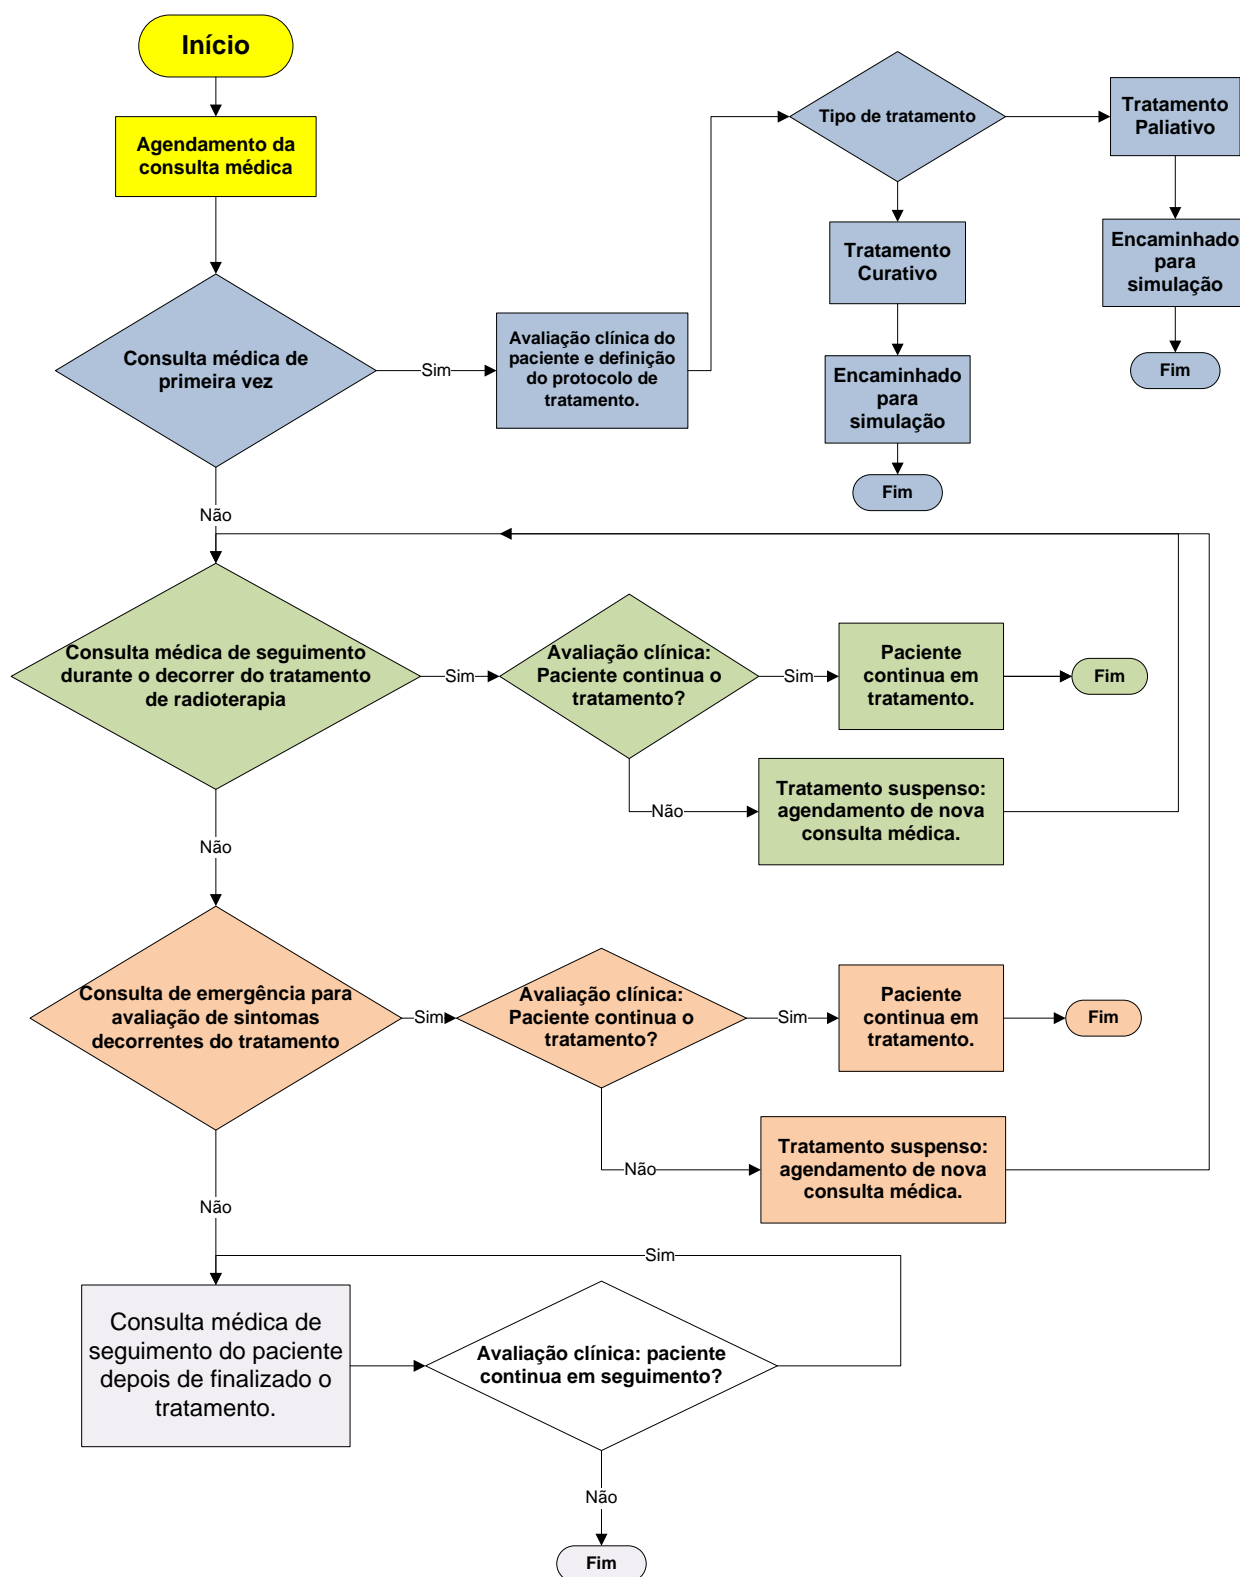 Início
Agendamento da
consulta médica
Tipo de tratamento
Tratamento
Paliativo
Encaminhado
para
simulação
Fim
Tratamento
Curativo
Encaminhado
para
simulação
Fim
Consulta médica de
primeira vez
Sim
Avaliação clínica do
paciente e definição
do protocolo de
tratamento.
Não
Consulta médica de seguimento
durante o decorrer do tratamento
de radioterapia
Sim
Avaliação clínica:
Paciente continua o
tratamento?
Sim
Paciente
continua em
tratamento.
Fim
Não
Tratamento suspenso:
agendamento de nova
consulta médica.
Não
Consulta de emergência para
avaliação de sintomas
decorrentes do tratamento
Sim
Avaliação clínica:
Paciente continua o
tratamento?
Sim
Paciente
continua em
tratamento.
Fim
Não
Tratamento suspenso:
agendamento de nova
consulta médica.
Não
Sim
Consulta médica de
seguimento do paciente
depois de finalizado o
tratamento.
Avaliação clínica: paciente
continua em seguimento?
Não
Fim